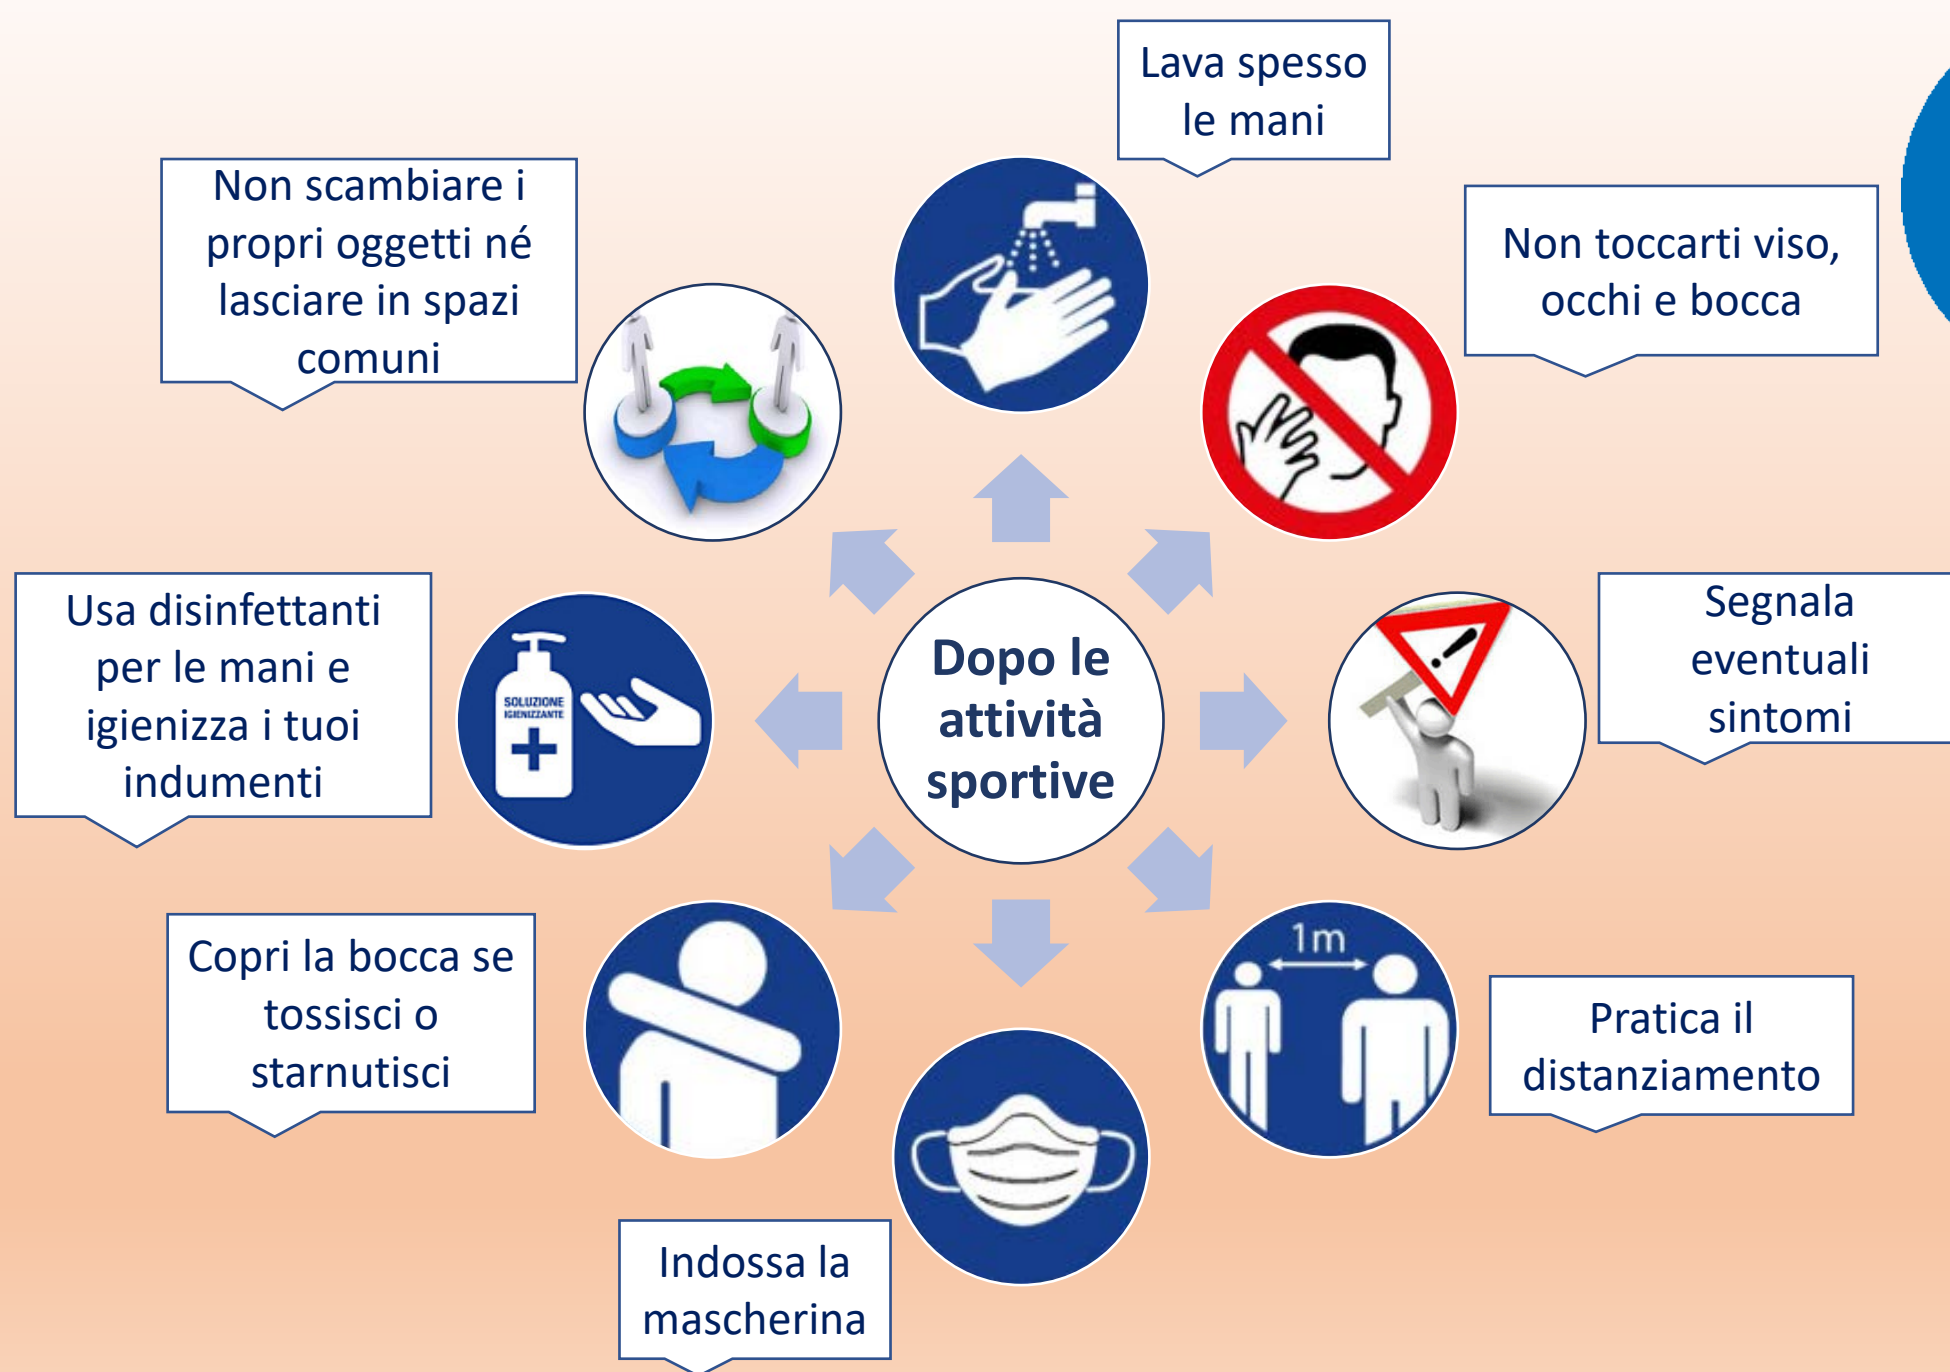 Lava spesso
le mani
Non scambiare i
propri oggetti né
lasciare in spazi
comuni
Non toccarti viso,
occhi e bocca
Usa disinfettanti
per le mani e
igienizza i tuoi
indumenti
SOLUZIONE
IGIENIZZANTE
Dopo le
attività
sportive
Segnala
eventuali
sintomi
Copri la bocca se
tossisci o
starnutisci
1m
Pratica il
distanziamento
Indossa la
mascherina